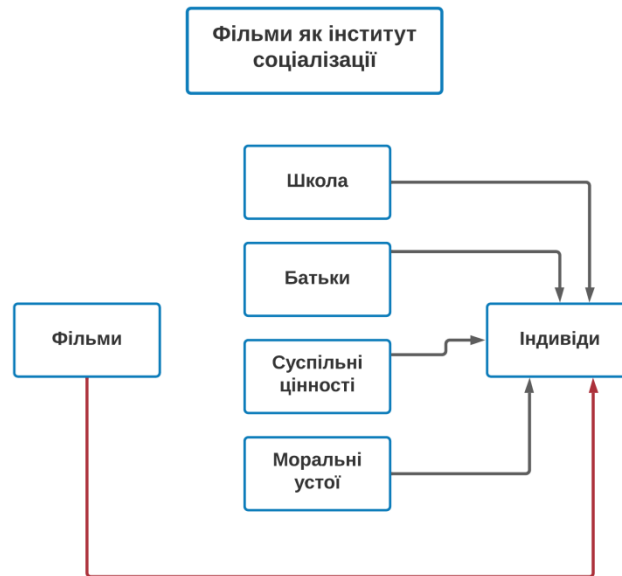 Фільми як інститут
соціалізації
Школа
Батьки
Фільми
Суспільні
цінності
Індивіди
Моральні
устої